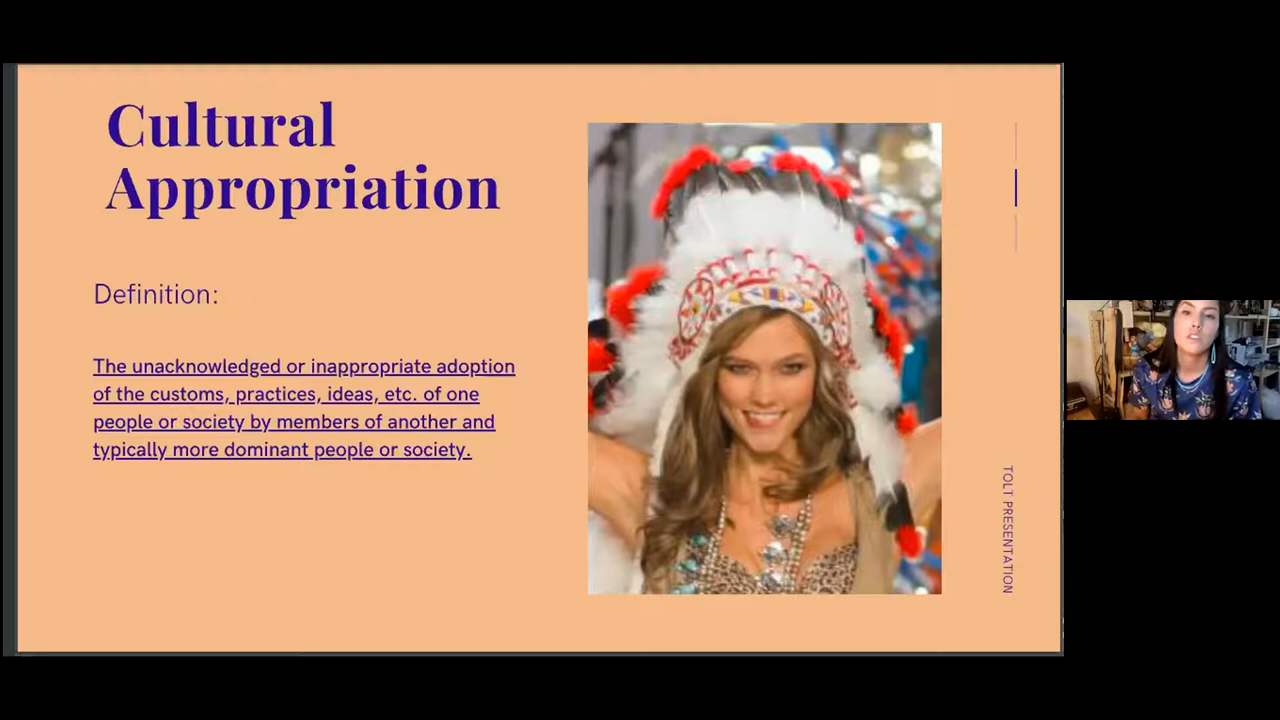 Cultural
Appropriation
Definition:
The unacknowledged or inappropriate adoption
of the customs, practices, ideas, etc. of one
people or society by members of another and
typically more dominant people or society.
TOLT PRESENTATION